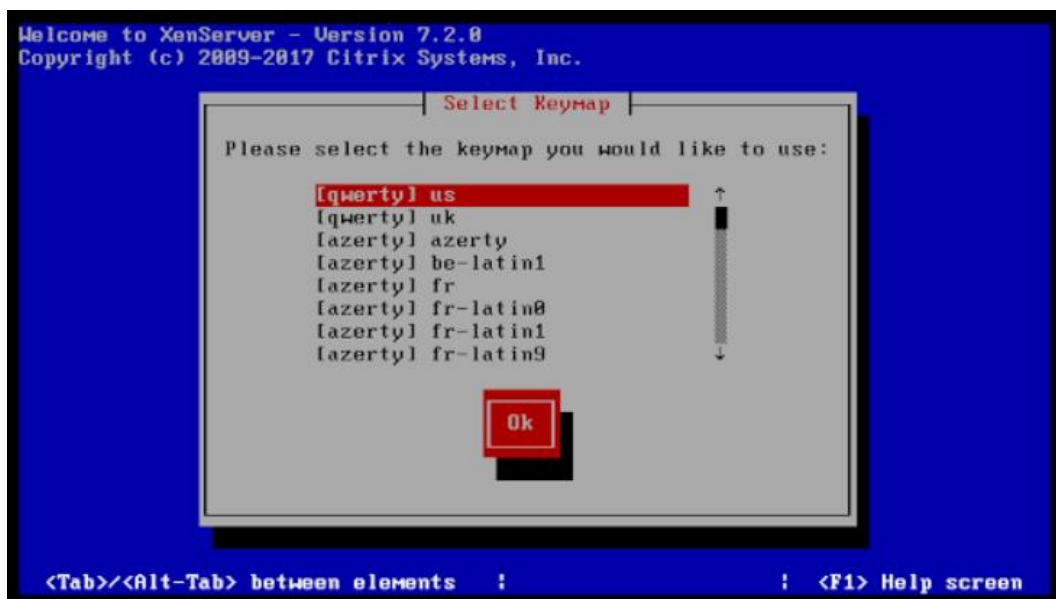 Welcome to XenServer - Version 7.2.0
Copyright (c) 2009-2017 Citrix Systems, Inc.
Select Keymap
Please select the keymap you would like to use:
[qwerty] us
[qwerty] uk
[azerty] azerty
[azerty] be-latin1
[azerty] fr
[azerty] fr-latin0
[azerty] fr-latin1
[azerty] fr-latin9
Ok
<Tab>/<Alt-Tab> between elements | | <F1> Help screen